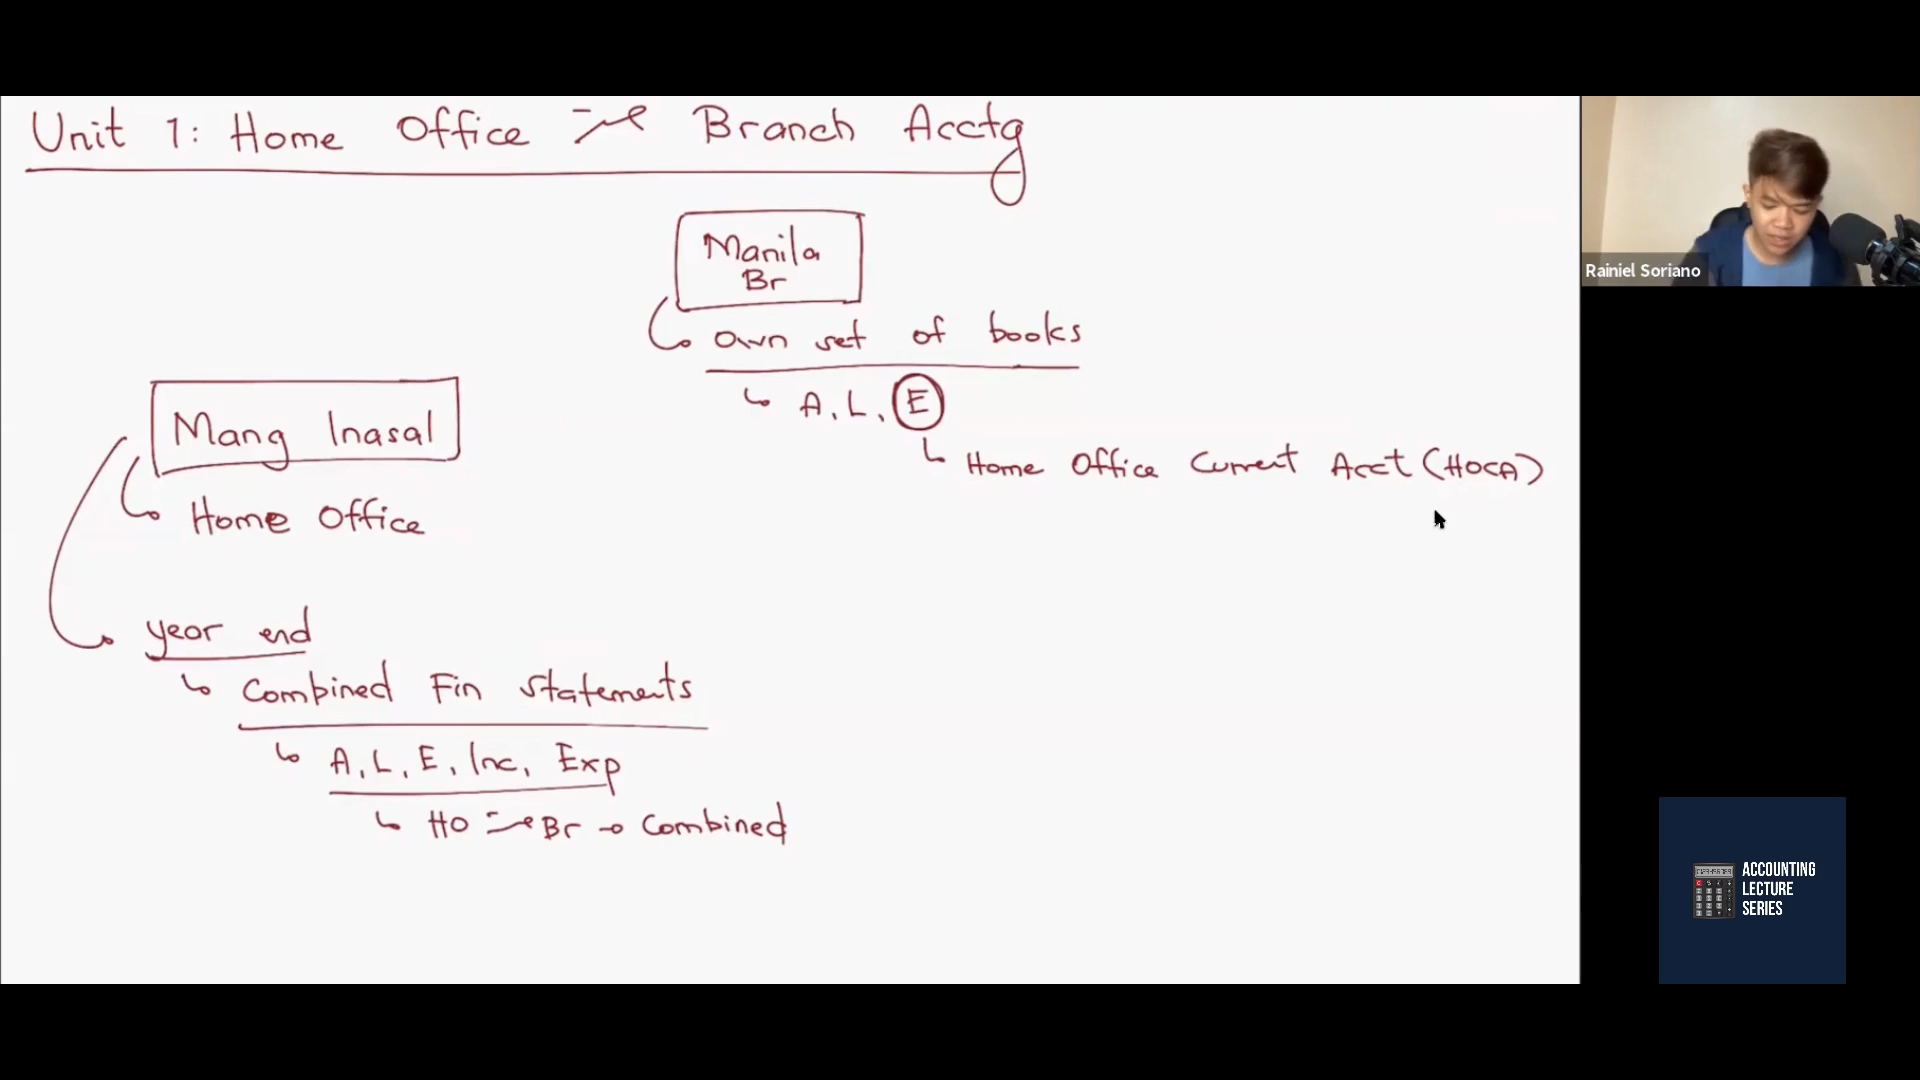 Unit 1: Home Office & Branch Acctg
Manila
Br
Own set of books
A, L, E
Home Office Current Acct (HOCA)
Mang Inasal
Home Office
year end
Combined Fin Statements
A, L, E, Inc, Exp
HO & Br → Combined
Rainiel Soriano
ACCOUNTING
LECTURE
SERIES